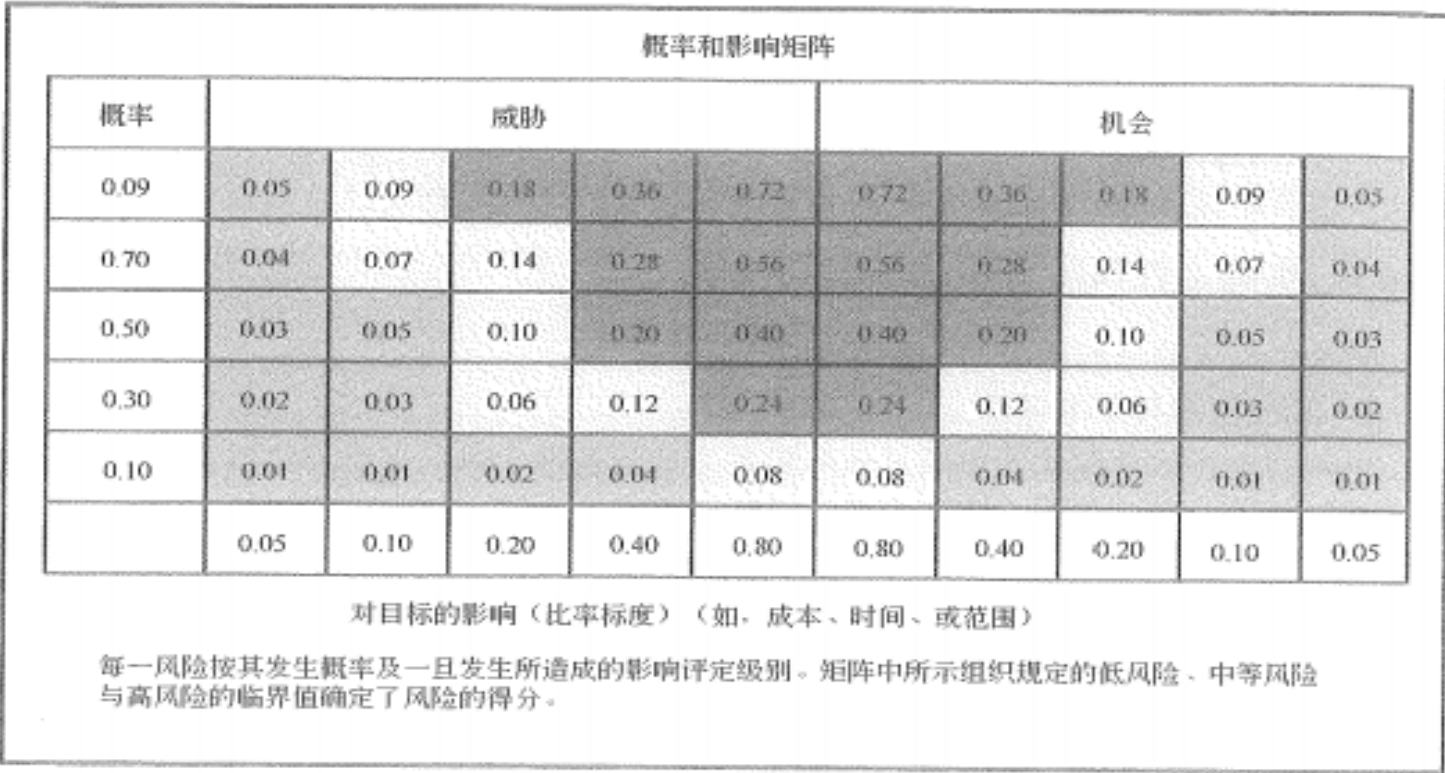 概率和影响矩阵
概率 威胁 机会
0.09 0.05 0.09 0.18 0.36 0.72 0.72 0.36 0.18 0.09 0.05
0.70 0.04 0.07 0.14 0.28 0.56 0.56 0.28 0.14 0.07 0.04
0.50 0.03 0.05 0.10 0.20 0.40 0.40 0.20 0.10 0.05 0.03
0.30 0.02 0.03 0.06 0.12 0.24 0.24 0.12 0.06 0.03 0.02
0.10 0.01 0.01 0.02 0.04 0.08 0.08 0.04 0.02 0.01 0.01
0.05 0.10 0.20 0.40 0.80 0.80 0.40 0.20 0.10 0.05
对目标的影响（比率标度）（如，成本、时间、或范围）
每一风险按其发生概率及一旦发生所造成的影响评定级别。矩阵中所示组织规定的低风险、中等风险
与高风险的临界值确定了风险的得分。